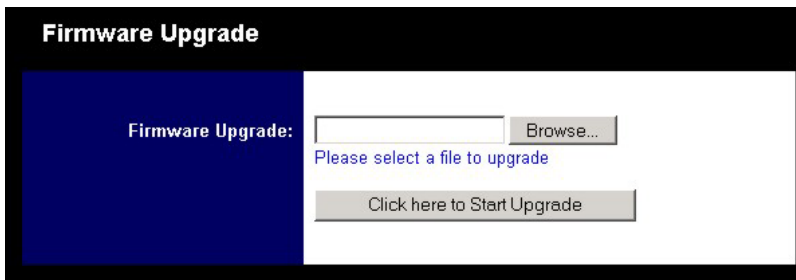 Firmware Upgrade
Firmware Upgrade: Browse...
Please select a file to upgrade
Click here to Start Upgrade